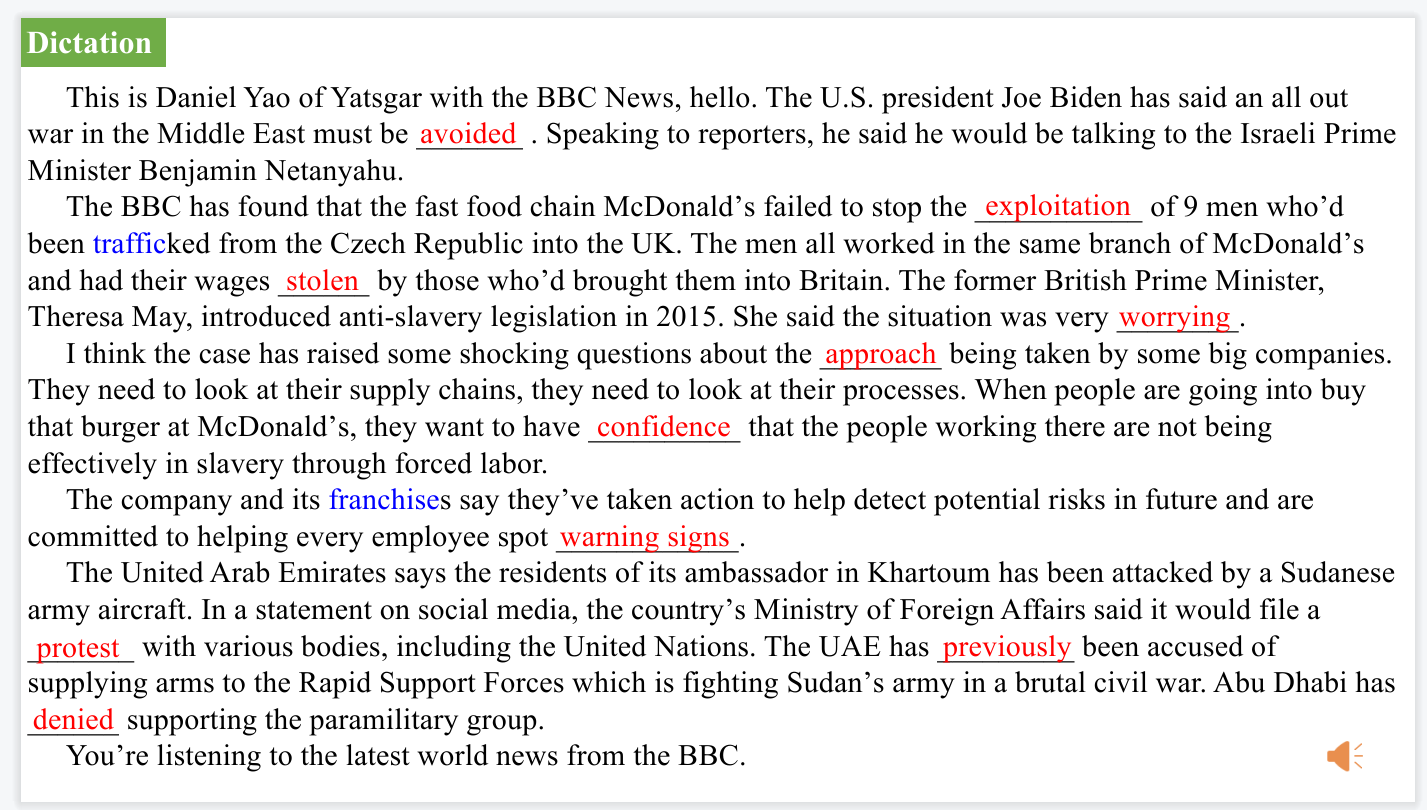 Dictation
This is Daniel Yao of Yatsgar with the BBC News, hello. The U.S. president Joe Biden has said an all out
war in the Middle East must be avoided . Speaking to reporters, he said he would be talking to the Israeli Prime
Minister Benjamin Netanyahu.
The BBC has found that the fast food chain McDonald’s failed to stop the exploitation of 9 men who’d
been trafficked from the Czech Republic into the UK. The men all worked in the same branch of McDonald’s
and had their wages stolen by those who’d brought them into Britain. The former British Prime Minister,
Theresa May, introduced anti-slavery legislation in 2015. She said the situation was very worrying .
I think the case has raised some shocking questions about the approach being taken by some big companies.
They need to look at their supply chains, they need to look at their processes. When people are going into buy
that burger at McDonald’s, they want to have confidence that the people working there are not being
effectively in slavery through forced labor.
The company and its franchises say they’ve taken action to help detect potential risks in future and are
committed to helping every employee spot warning signs .
The United Arab Emirates says the residents of its ambassador in Khartoum has been attacked by a Sudanese
army aircraft. In a statement on social media, the country’s Ministry of Foreign Affairs said it would file a
protest with various bodies, including the United Nations. The UAE has previously been accused of
supplying arms to the Rapid Support Forces which is fighting Sudan’s army in a brutal civil war. Abu Dhabi has
denied supporting the paramilitary group.
You’re listening to the latest world news from the BBC.